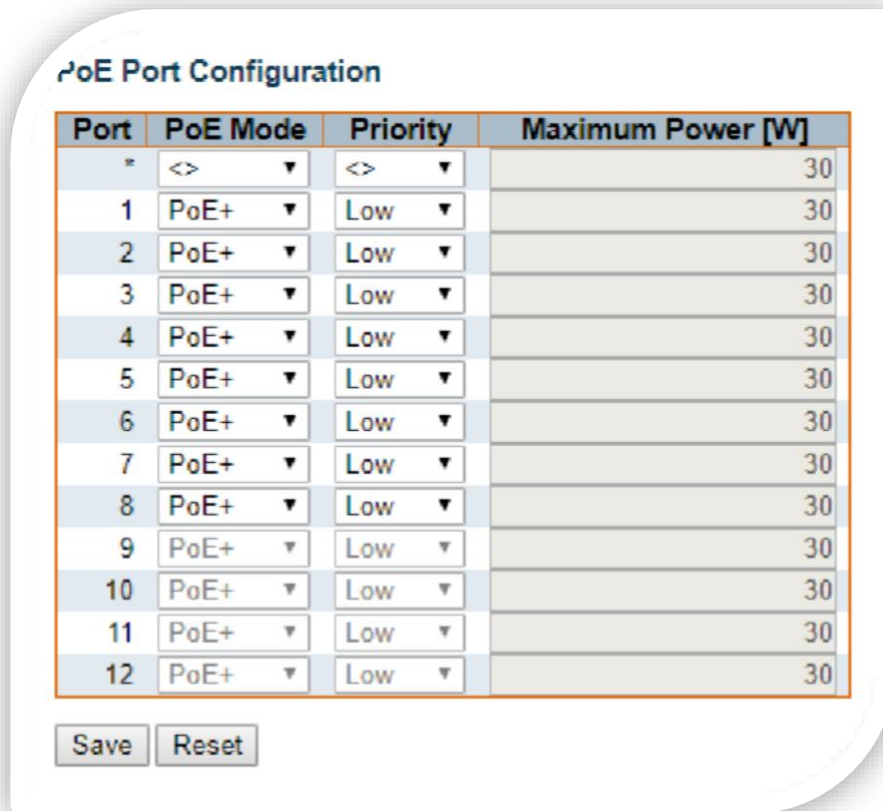 PoE Port Configuration
Port PoE Mode Priority Maximum Power [W]
* <> <> 30
1 PoE+ Low 30
2 PoE+ Low 30
3 PoE+ Low 30
4 PoE+ Low 30
5 PoE+ Low 30
6 PoE+ Low 30
7 PoE+ Low 30
8 PoE+ Low 30
9 PoE+ Low 30
10 PoE+ Low 30
11 PoE+ Low 30
12 PoE+ Low 30
Save Reset